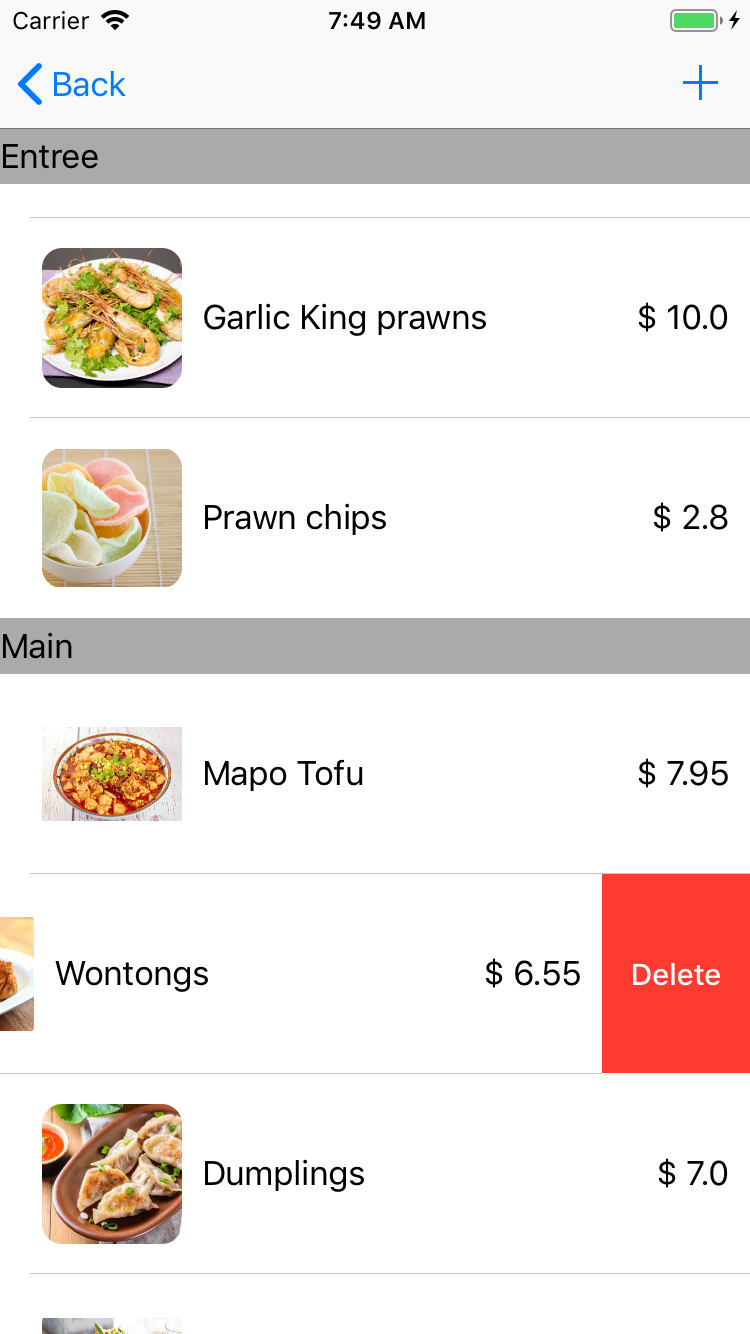 Carrier 7:49 AM
Back
Entree
Garlic King prawns $ 10.0
Prawn chips $ 2.8
Main
Mapo Tofu $ 7.95
Wontongs $ 6.55 Delete
Dumplings $ 7.0